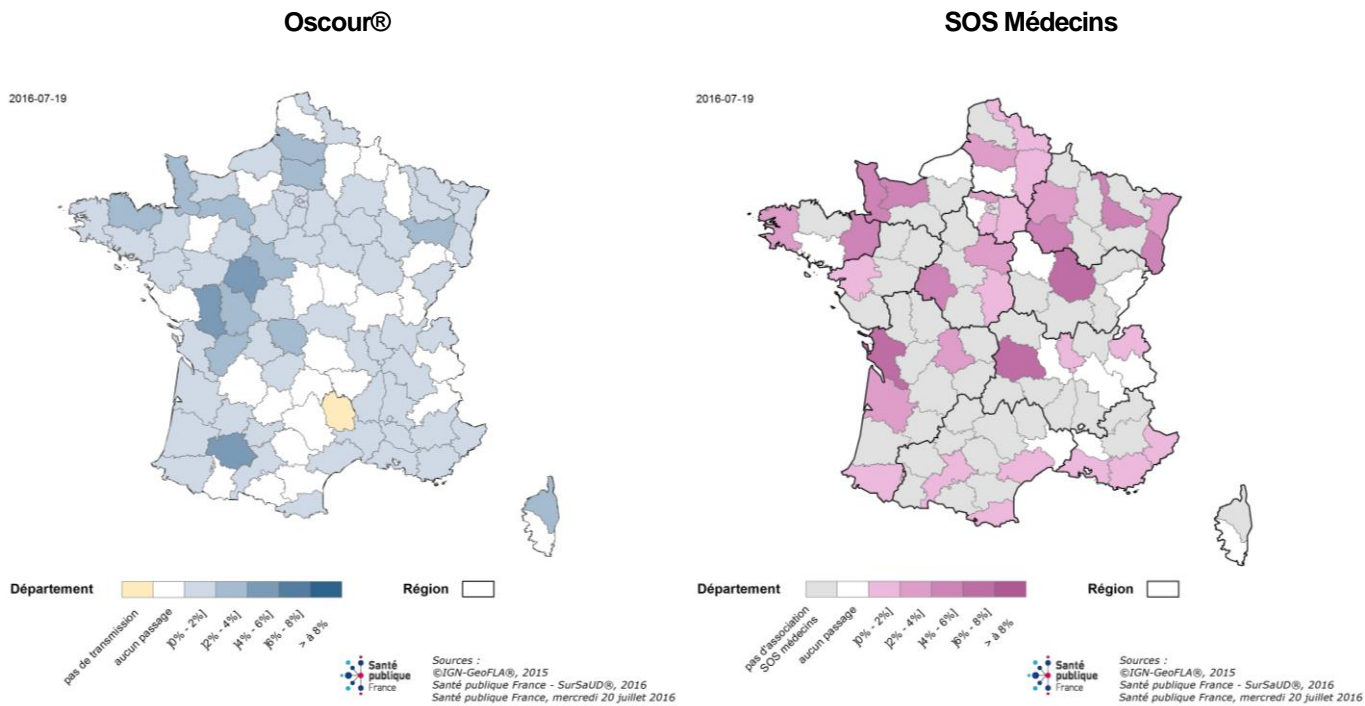 Oscour®
SOS Médecins
2016-07-19
2016-07-19
Département
Région
pas de transmission
aucun passage
]0% - 2%]
]2% - 4%]
]4% - 6%]
]6% - 8%]
> à 8%
Santé
publique
France
Sources :
©IGN-GeoFLA®, 2015
Santé publique France - SurSaUD®, 2016
Santé publique France, mercredi 20 juillet 2016
Département
Région
pas d'association
SOS médecins
aucun passage
]0% - 2%]
]2% - 4%]
]4% - 6%]
]6% - 8%]
> à 8%
Santé
publique
France
Sources :
©IGN-GeoFLA®, 2015
Santé publique France - SurSaUD®, 2016
Santé publique France, mercredi 20 juillet 2016